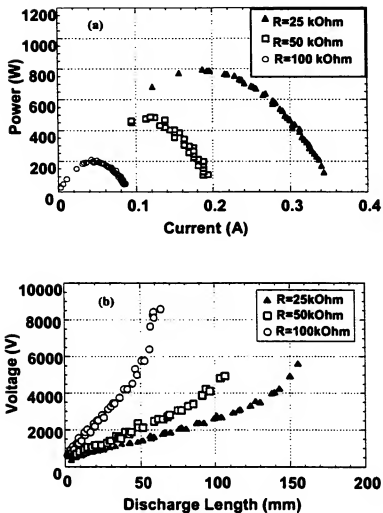 (a)
R=25 kOhm
R=50 kOhm
R=100 kOhm
Power (W)
1200
1000
800
600
400
200
0
0
0.1
0.2
0.3
0.4
Current (A)
(b)
R=25kOhm
R=50kOhm
R=100kOhm
Voltage (V)
10000
8000
6000
4000
2000
0
0
50
100
150
200
Discharge Length (mm)